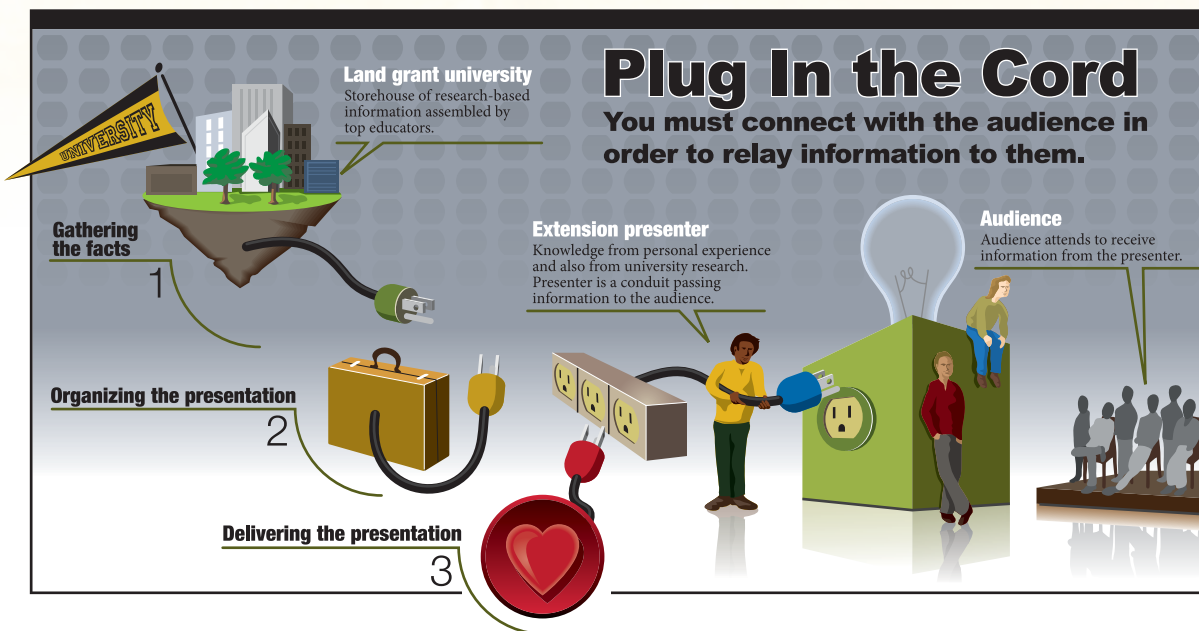 Plug In the Cord
You must connect with the audience in
order to relay information to them.
UNIVERSITY
Land grant university
Storehouse of research-based
information assembled by
top educators.
Gathering
the facts
1
Extension presenter
Knowledge from personal experience
and also from university research.
Presenter is a conduit passing
information to the audience.
Audience
Audience attends to receive
information from the presenter.
Organizing the presentation
2
Delivering the presentation
3